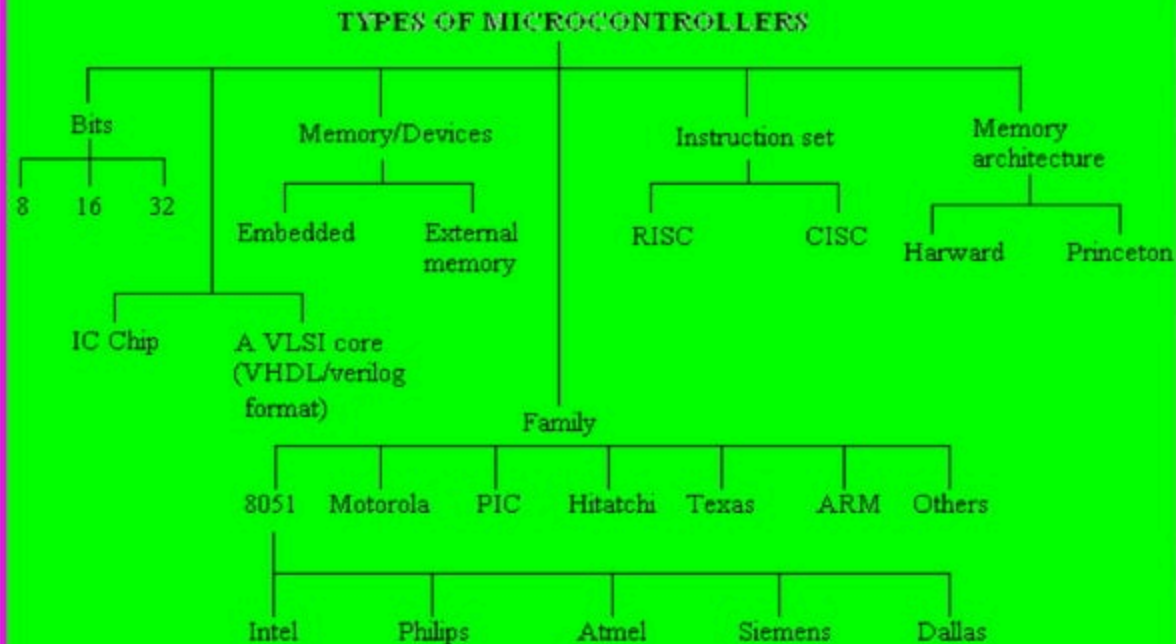 TYPES OF MICROCONTROLLERS
Bits
Memory/Devices
Instruction set
Memory
architecture
8 16 32
Embedded
External
memory
RISC CISC
Harward Princeton
IC Chip
A VLSI core
(VHDL/verilog
format)
Family
8051 Motorola PIC Hitatchi Texas ARM Others
Intel Philips Atmel Siemens Dallas